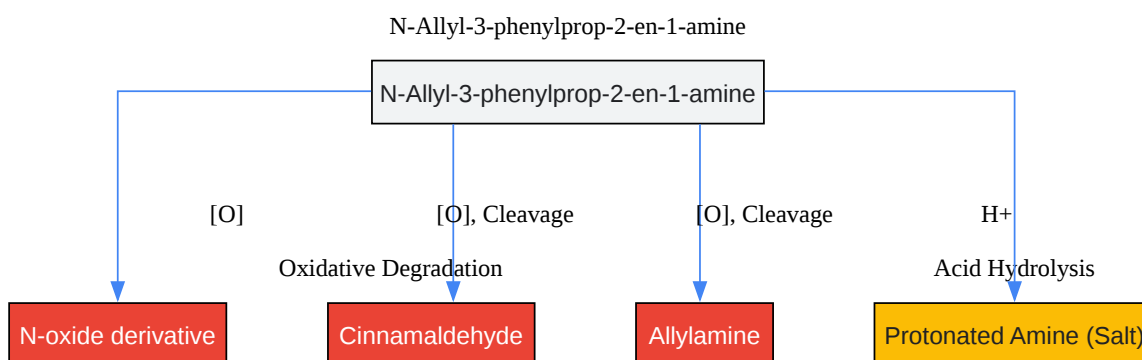 N-Allyl-3-phenylprop-2-en-1-amine
N-Allyl-3-phenylprop-2-en-1-amine
[O]
[O], Cleavage
[O], Cleavage
H+
Oxidative Degradation
Acid Hydrolysis
N-oxide derivative
Cinnamaldehyde
Allylamine
Protonated Amine (Salt)